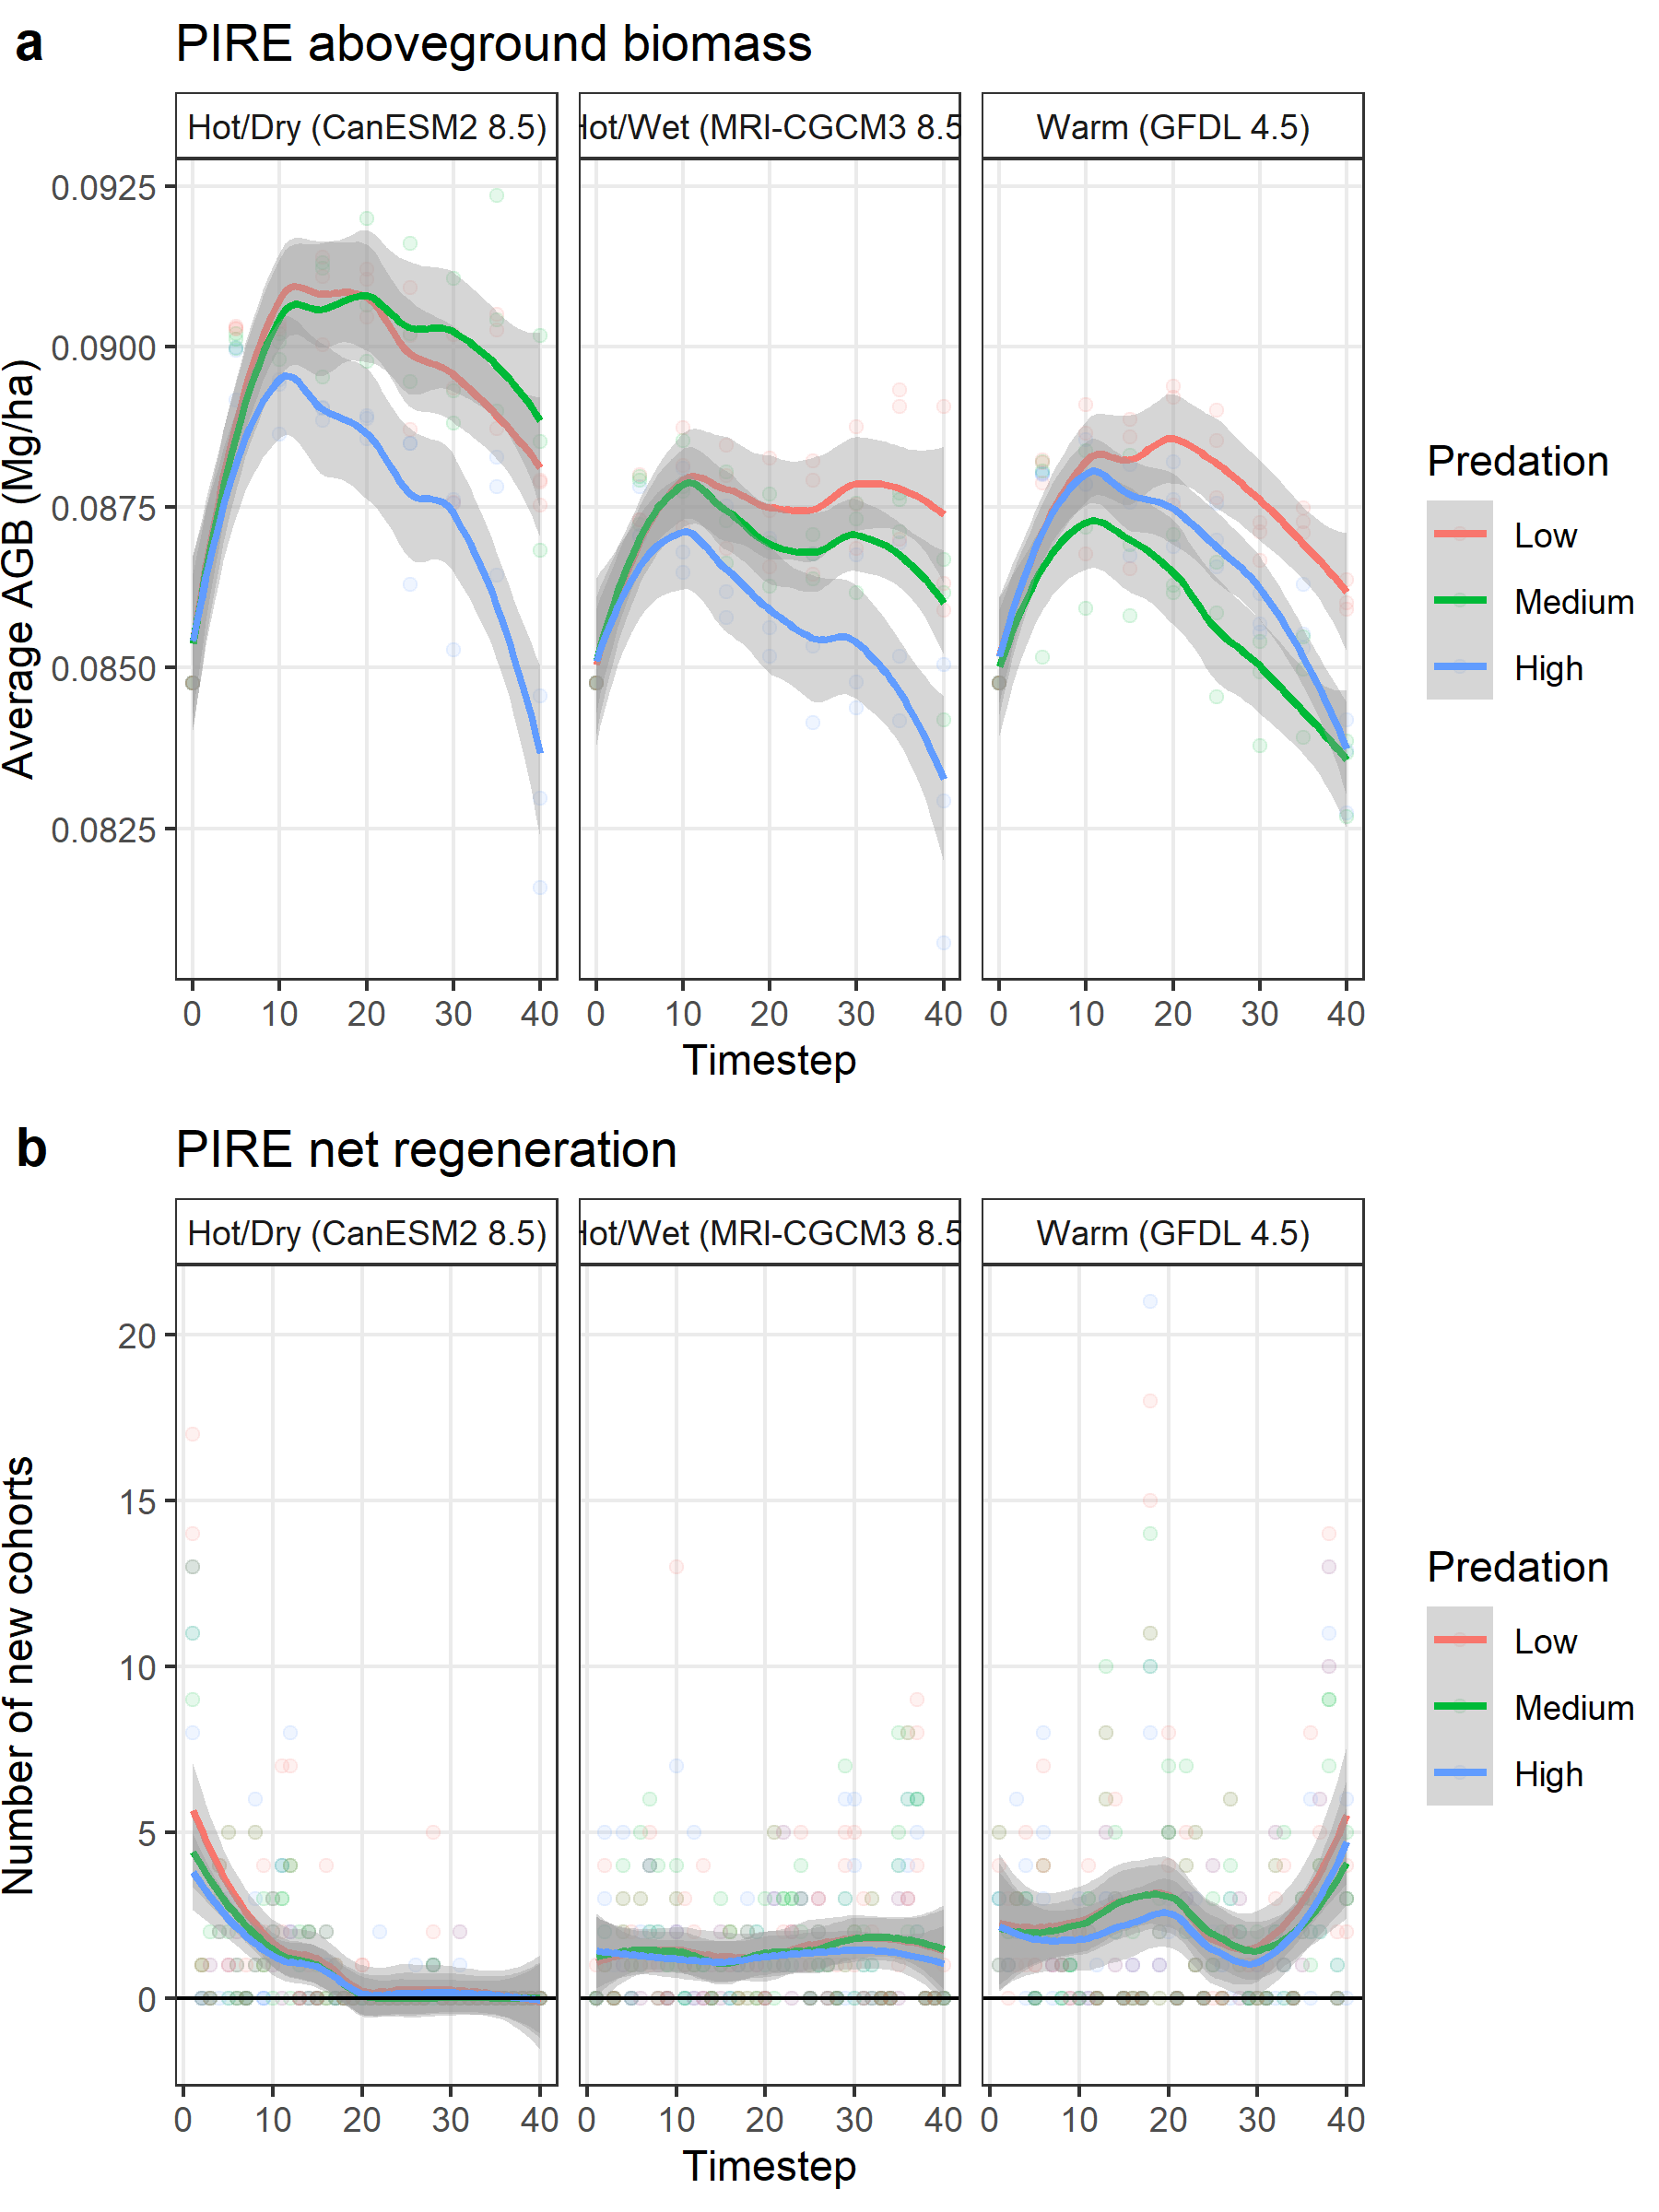 a PIRE aboveground biomass
Hot/Dry (CanESM2 8.5) Hot/Wet (MRI-CGCM3 8.5 Warm (GFDL 4.5)
Average AGB (Mg/ha)
0.0925
0.0900
0.0875
0.0850
0.0825
0 10 20 30 40 0 10 20 30 40 0 10 20 30 40
Timestep
Predation
Low
Medium
High
b PIRE net regeneration
Hot/Dry (CanESM2 8.5) Hot/Wet (MRI-CGCM3 8.5 Warm (GFDL 4.5)
Number of new cohorts
20
15
10
5
0
0 10 20 30 40 0 10 20 30 40 0 10 20 30 40
Timestep
Predation
Low
Medium
High